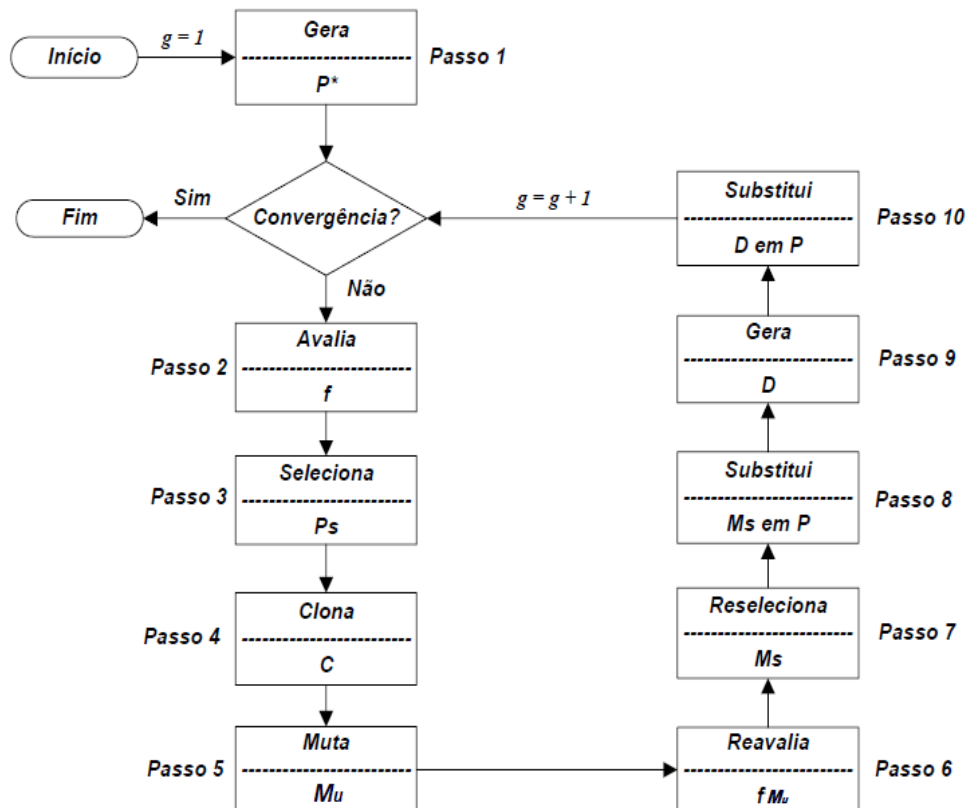 Início
g = 1
Gera
P*
Passo 1
Sim
Fim
Convergência?
Não
g = g + 1
Passo 2
Avalia
f
Passo 3
Seleciona
Ps
Passo 4
Clona
C
Passo 5
Muta
Mu
Reavalia
f Mu
Passo 6
Reseleciona
Ms
Passo 7
Substitui
Ms em P
Passo 8
Gera
D
Passo 9
Substitui
D em P
Passo 10